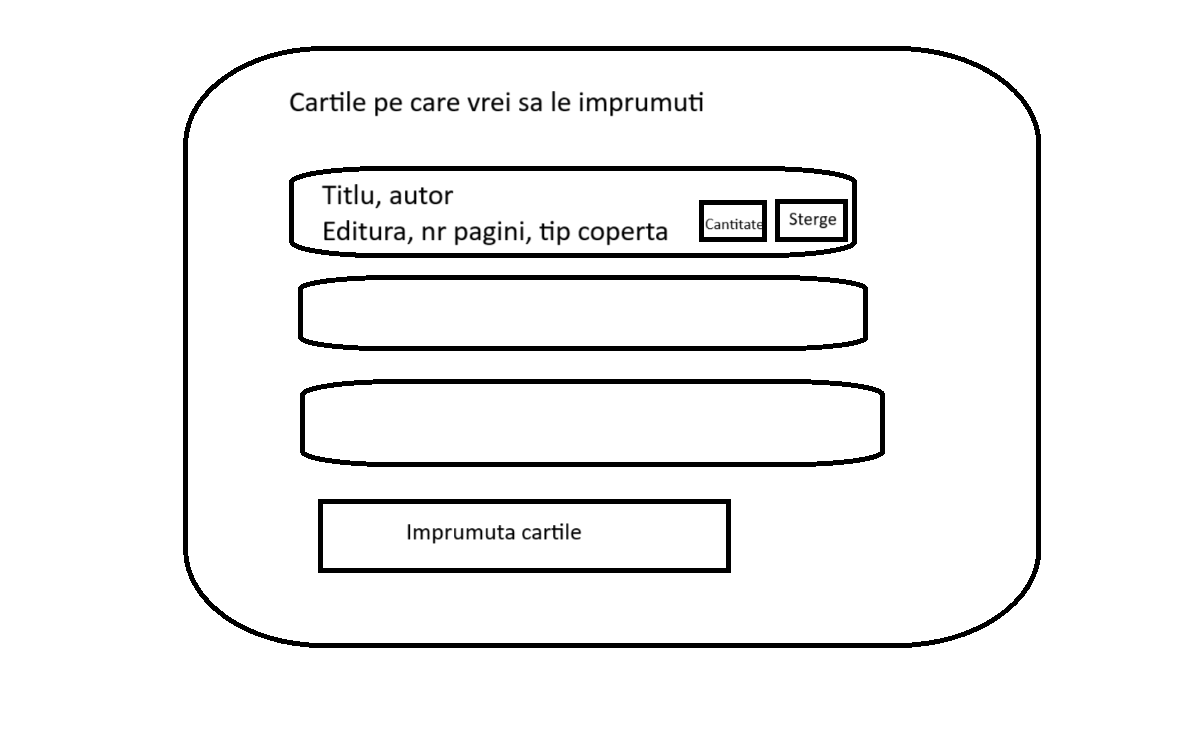 Cartile pe care vrei sa le imprumuti
Titlu, autor
Editura, nr pagini, tip coperta
Cantitate
Sterge
Imprumuta cartile